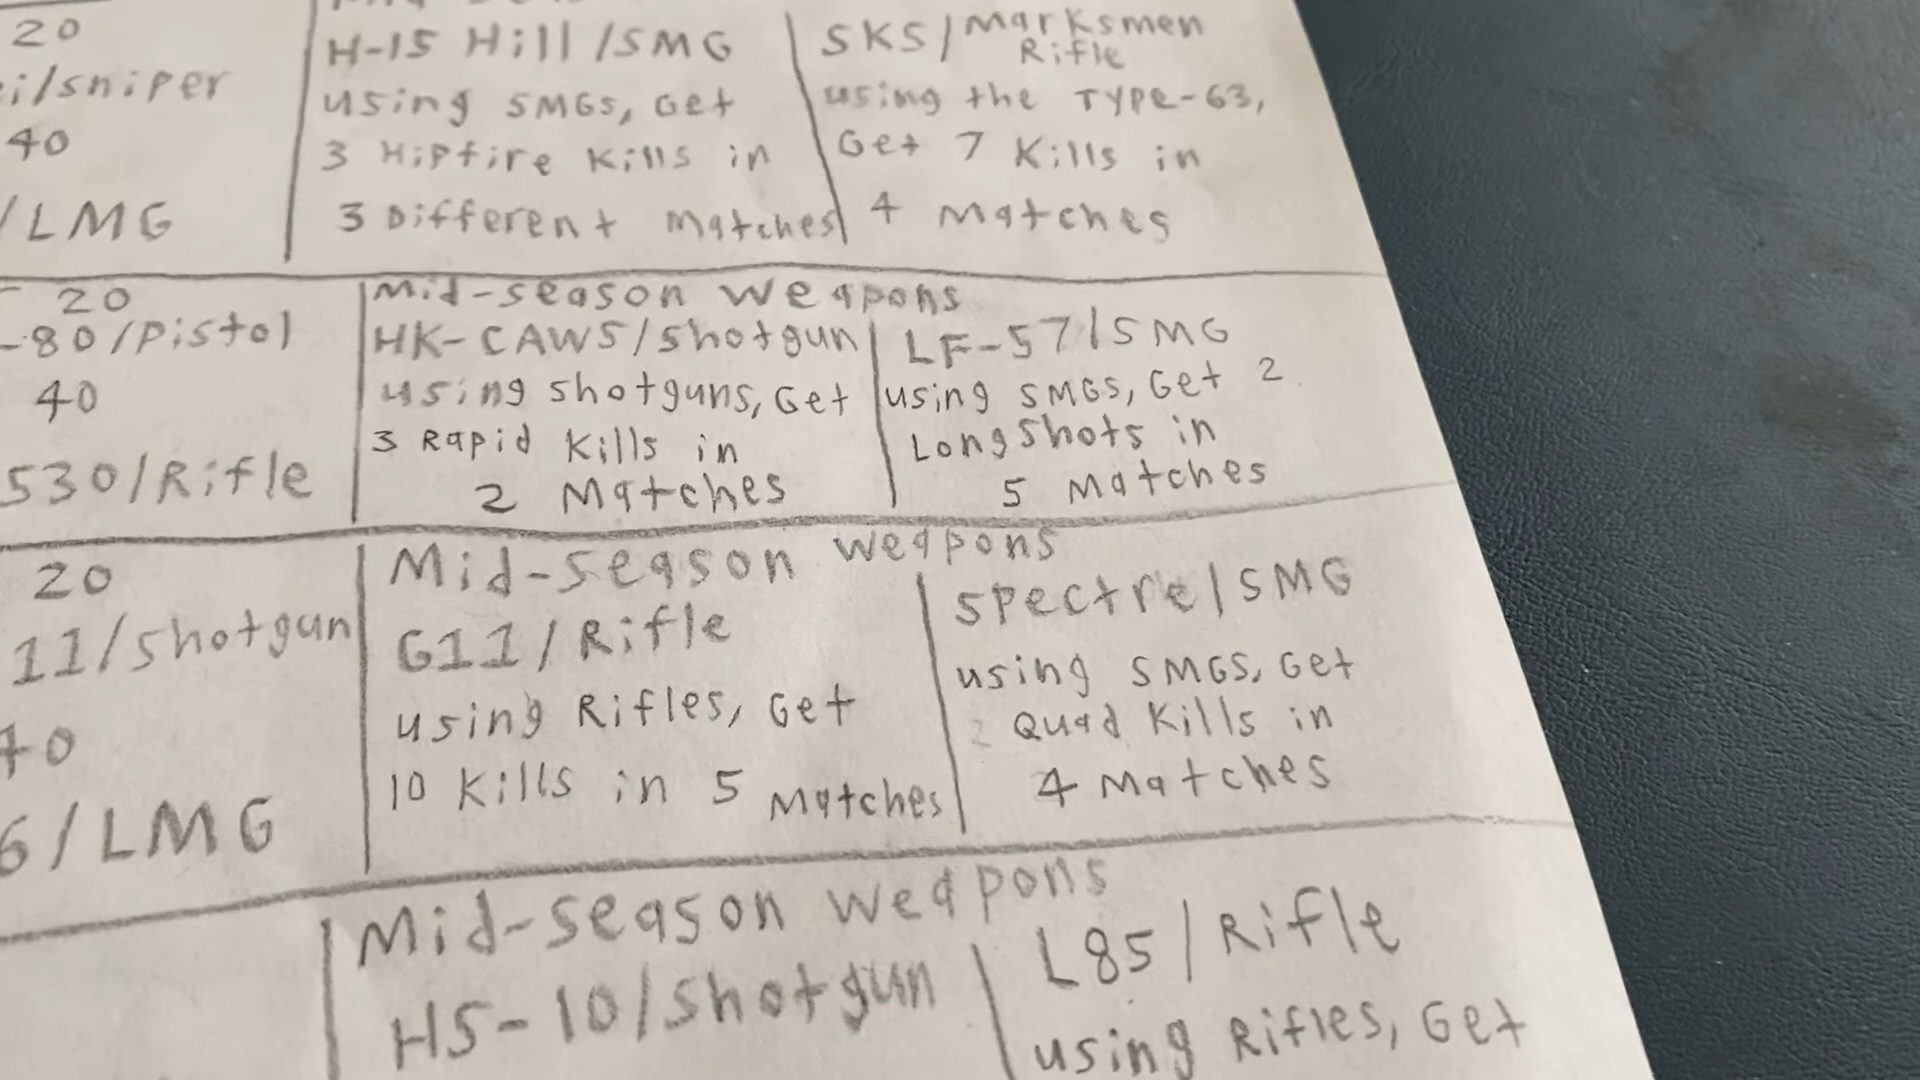 20
i/sniper
40
/LMG
H-15 Hill/SMG
using SMGs, Get
3 Hipfire Kills in
3 Different Matches
SKS/Marksmen
Rifle
using the TYPe-63,
Get 7 Kills in
4 Matches
20
-80/Pistol
40
530/Rifle
Mid-season weapons
HK-CAWS/shotgun
using shotguns, Get
3 Rapid Kills in
2 Matches
LF-57/SMG
using SMGS, Get 2
Longshots in
5 Matches
20
11/shotgun
40
6/LMG
Mid-season weapons
G11/Rifle
using Rifles, Get
10 Kills in 5 Matches
Spectre/SMG
using SMGS, Get
Quad Kills in
4 Matches
Mid-season weapons
HS-10/shotgun
L85/Rifle
using Rifles, Get